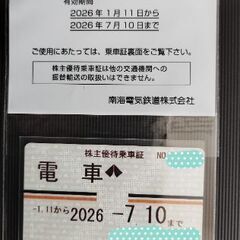 有効期間
2026年1月11日から
2026年7月10日まで
ご使用にあたっては、乗車証裏面をご覧下さい。
株主優待乗車証は他の交通機関への
振替輸送の取扱いはできません。
南海電気鉄道株式会社
株主優待乗車証 NO
電車
-1.11から2026-7.10まで